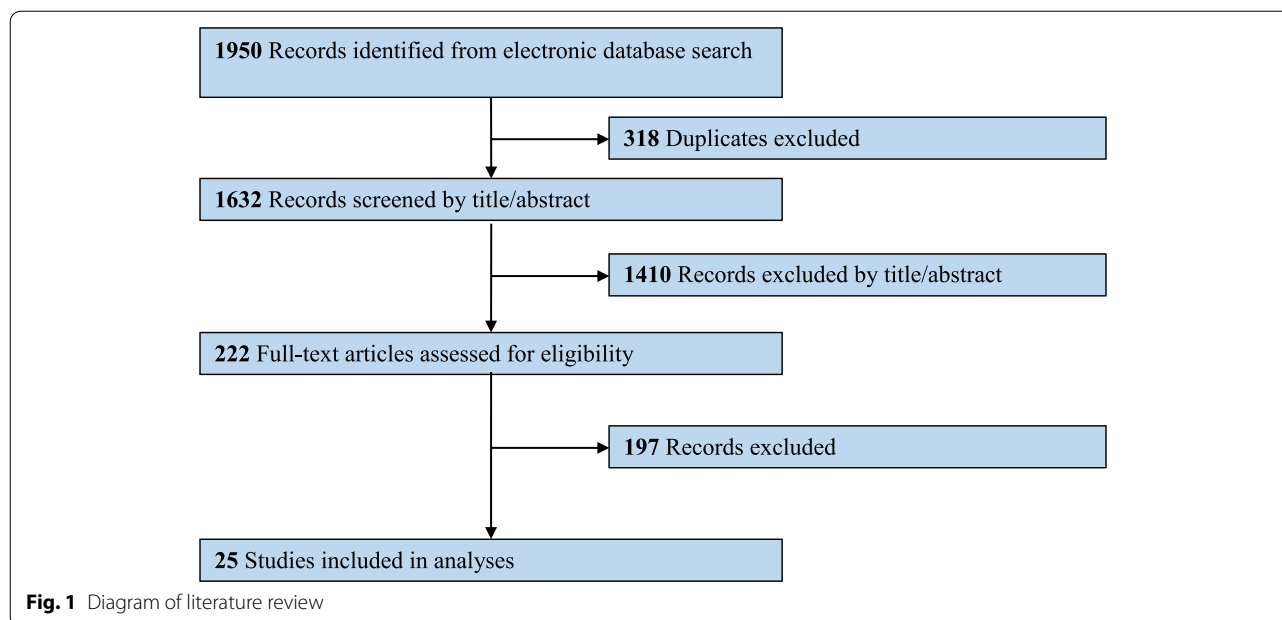 1950 Records identified from electronic database search
318 Duplicates excluded
1632 Records screened by title/abstract
1410 Records excluded by title/abstract
222 Full-text articles assessed for eligibility
197 Records excluded
25 Studies included in analyses
Fig. 1 Diagram of literature review